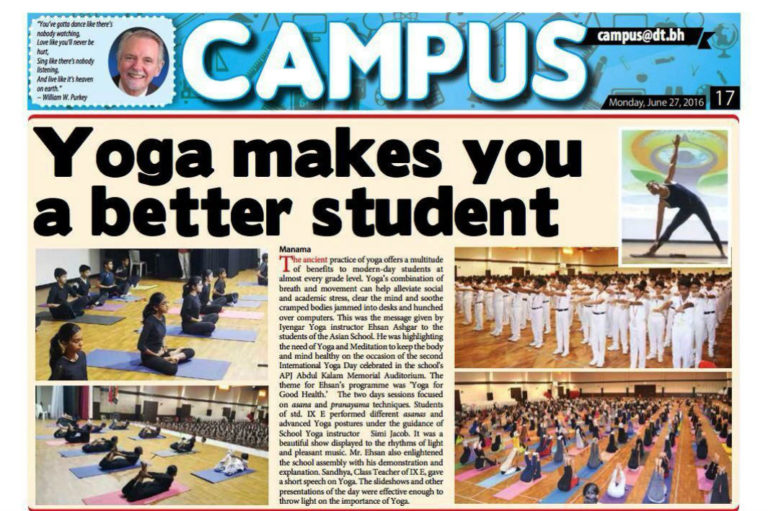 "You've gotta dance like there's
nobody watching,
Love like you'll never be
hurt,
Sing like there's nobody
listening,
And live like it's heaven
on earth."
– William W. Purkey
CAMPUS
campus@dt.bh
Monday, June 27, 2016
17
Yoga makes you
a better student
Manama
The ancient practice of yoga offers a multitude
of benefits to modern-day students at
almost every grade level. Yoga's combination of
breath and movement can help alleviate social
and academic stress, clear the mind and soothe
cramped bodies jammed into desks and hunched
over computers. This was the message given by
Iyengar Yoga instructor Ehsan Ashgar to the
students of the Asian School. He was highlighting
the need of Yoga and Meditation to keep the body
and mind healthy on the occasion of the second
International Yoga Day celebrated in the school's
APJ Abdul Kalam Memorial Auditorium. The
theme for Ehsan's programme was 'Yoga for
Good Health.' The two days sessions focused
on asana and pranayama techniques. Students
of std. IX E performed different asanas and
advanced Yoga postures under the guidance of
School Yoga instructor Simi Jacob. It was a
beautiful show displayed to the rhythms of light
and pleasant music. Mr. Ehsan also enlightened
the school assembly with his demonstration and
explanation. Sandhya, Class Teacher of IX E, gave
a short speech on Yoga. The slideshows and other
presentations of the day were effective enough to
throw light on the importance of Yoga.